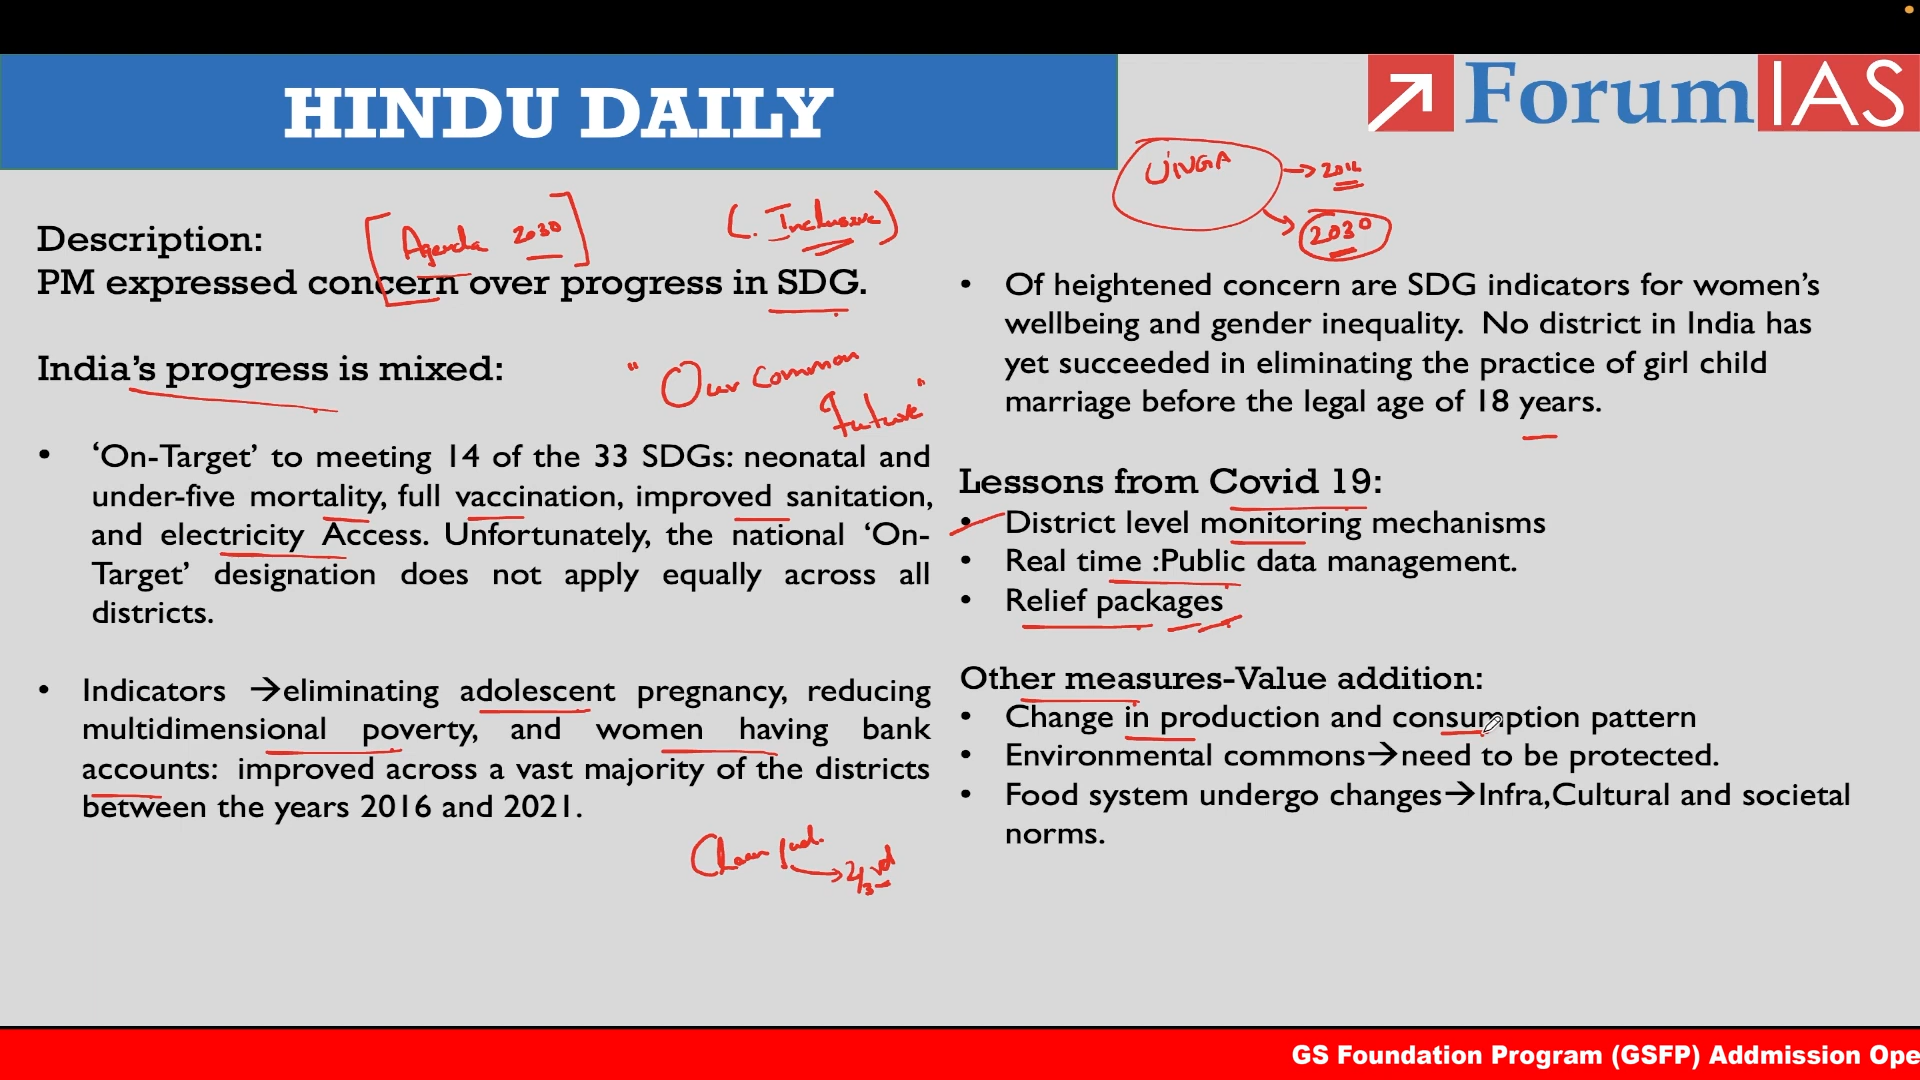 HINDU DAILY
Forum IAS
UNGA
2030
Agenda 2030
(. Inclusive)
Description:
PM expressed concern over progress in SDG.
India's progress is mixed:
"Our common
future"
• 'On-Target' to meeting 14 of the 33 SDGs: neonatal and
under-five mortality, full vaccination, improved sanitation,
and electricity Access. Unfortunately, the national 'On-
Target' designation does not apply equally across all
districts.
• Indicators →eliminating adolescent pregnancy, reducing
multidimensional poverty, and women having bank
accounts: improved across a vast majority of the districts
between the years 2016 and 2021.
2/3rd
• Of heightened concern are SDG indicators for women's
wellbeing and gender inequality. No district in India has
yet succeeded in eliminating the practice of girl child
marriage before the legal age of 18 years.
Lessons from Covid 19:
• District level monitoring mechanisms
• Real time :Public data management.
• Relief packages
Other measures-Value addition:
• Change in production and consumption pattern
• Environmental commons→need to be protected.
• Food system undergo changes→Infra,Cultural and societal
norms.
GS Foundation Program (GSFP) Addmission Ope